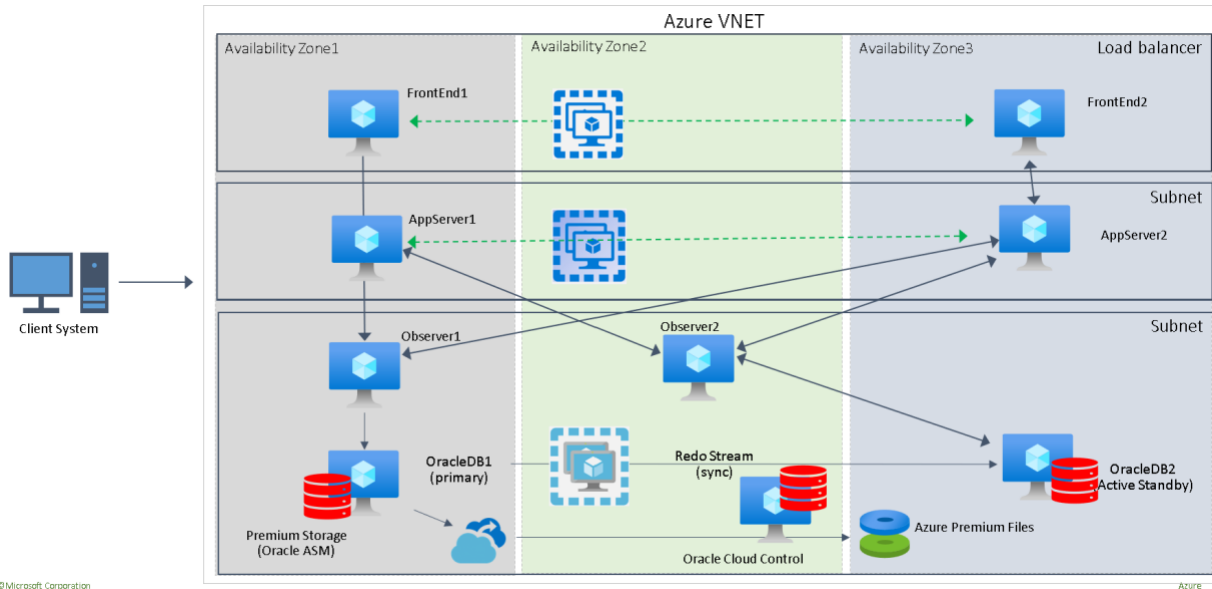 Azure VNET
Availability Zone1
Availability Zone2
Availability Zone3
Load balancer
FrontEnd1
FrontEnd2
Subnet
AppServer1
AppServer2
Client System
Subnet
Observer1
Observer2
OracleDB1
(primary)
Redo Stream
(sync)
OracleDB2
(Active Standby)
Premium Storage
(Oracle ASM)
Oracle Cloud Control
Azure Premium Files
©Microsoft Corporation
Azure